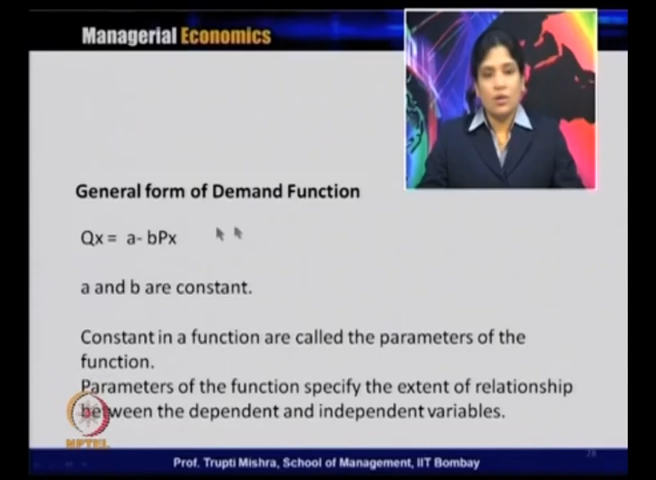 Managerial Economics
General form of Demand Function
Qx = a- bPx
a and b are constant.
Constant in a function are called the parameters of the
function.
Parameters of the function specify the extent of relationship
between the dependent and independent variables.
NPTEL
Prof. Trupti Mishra, School of Management, IIT Bombay
28